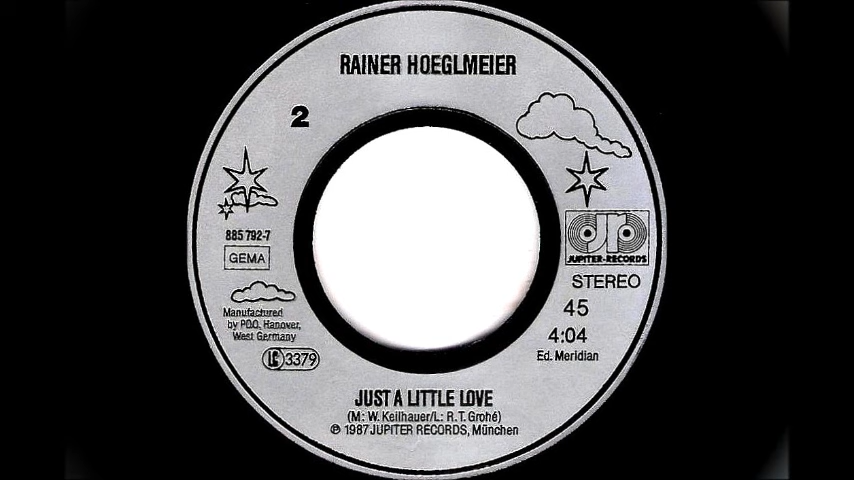 RAINER HOEGLMEIER
2
885 792-7
GEMA
Manufactured
by PDO, Hanover,
West Germany
LC 3379
jr
JUPITER-RECORDS
STEREO
45
4:04
Ed. Meridian
JUST A LITTLE LOVE
(M: W. Keilhauer/L: R.T. Grohé)
℗ 1987 JUPITER RECORDS, München